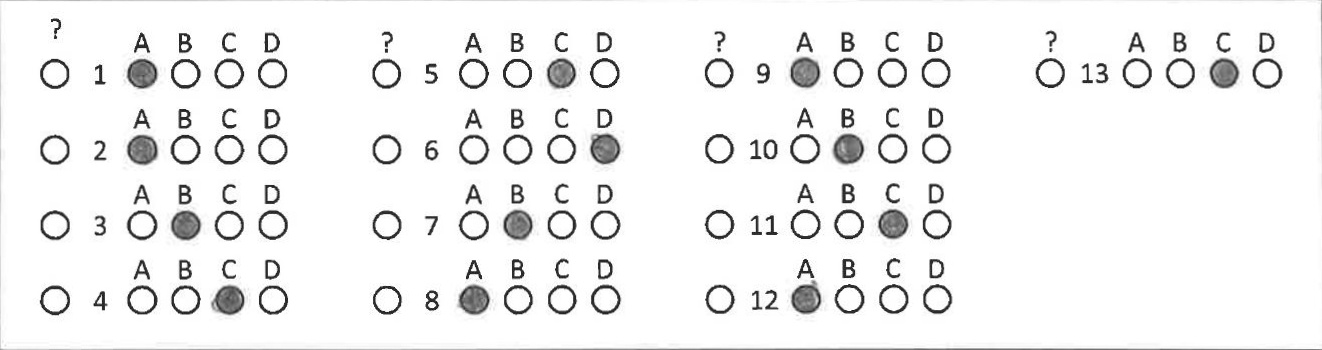 ? A B C D ? A B C D ? A B C D ? A B C D
1 5 9 13
A B C D A B C D A B C D
2 6 10
A B C D A B C D A B C D
3 7 11
A B C D A B C D A B C D
4 8 12